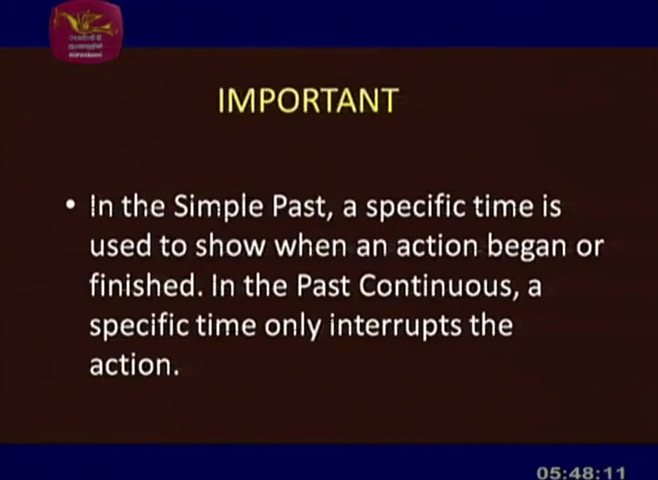 IMPORTANT
• In the Simple Past, a specific time is
used to show when an action began or
finished. In the Past Continuous, a
specific time only interrupts the
action.
05:48:11